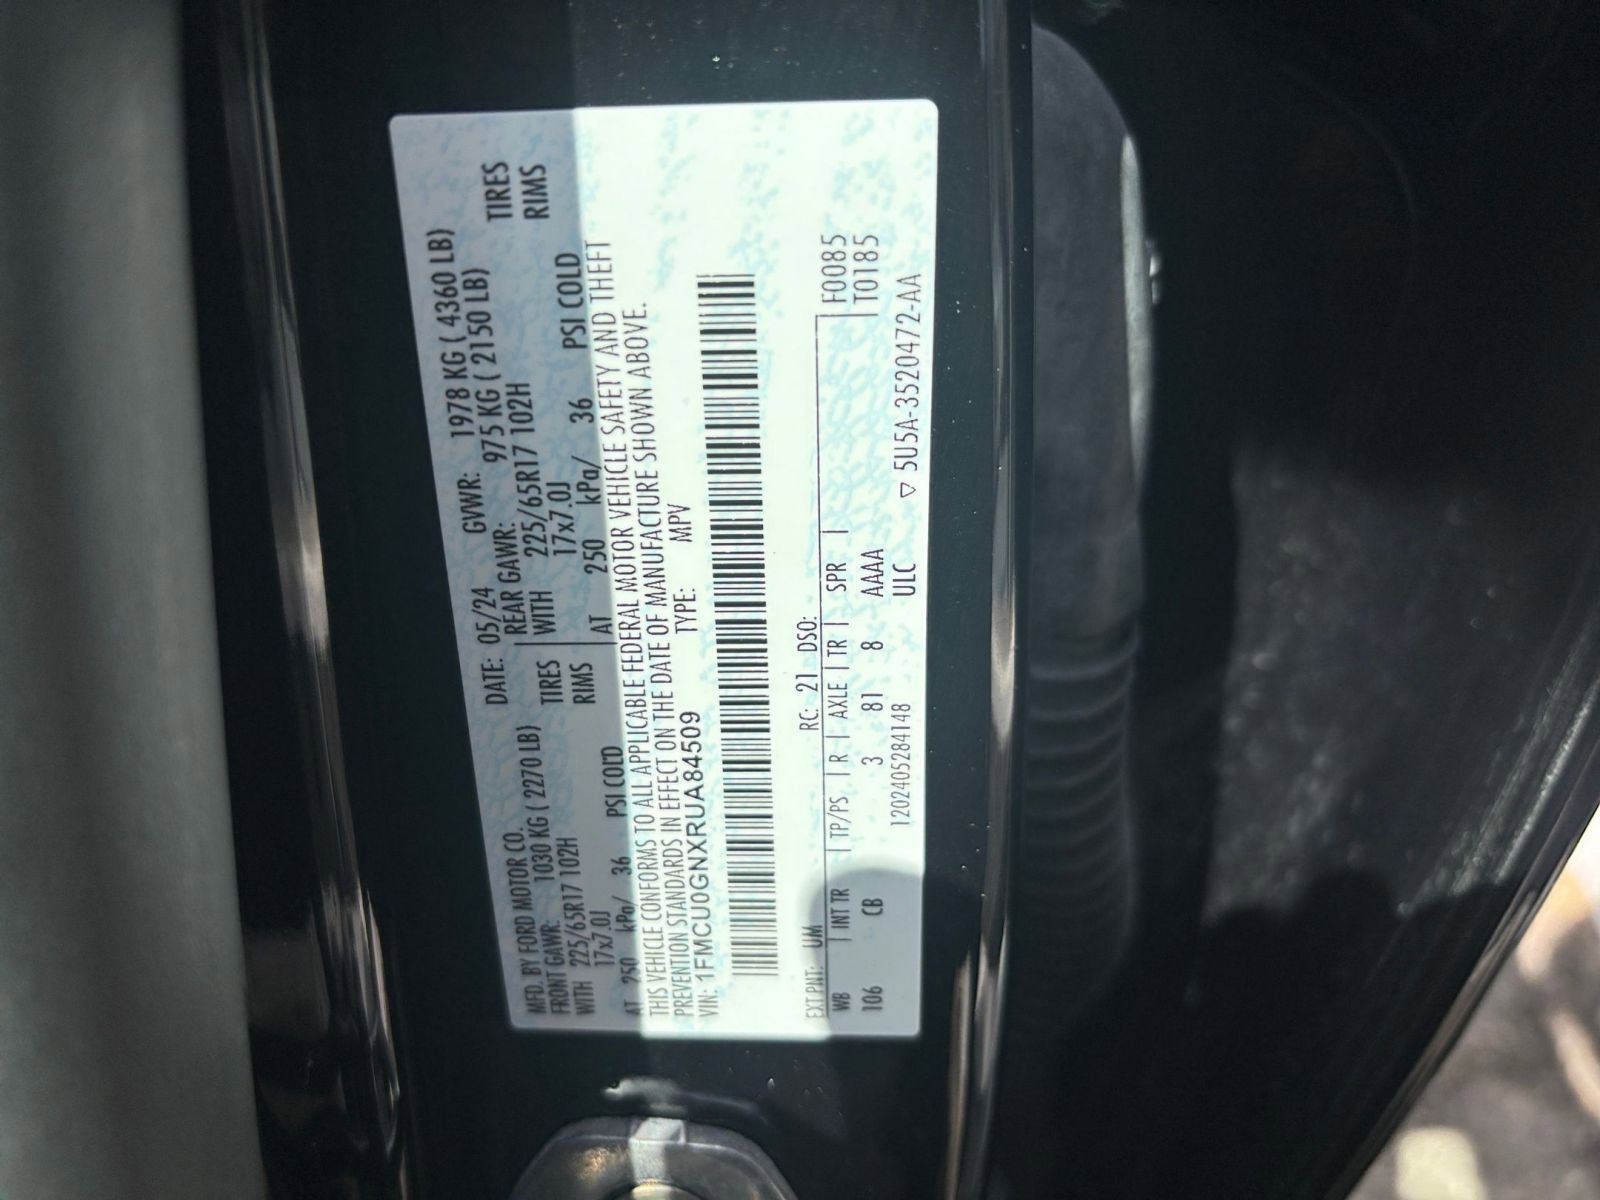 MFD. BY FORD MOTOR CO. DATE: 05/24 GVWR: 1978 KG ( 4360 LB)
FRONT GAWR: 1030 KG ( 2270 LB) REAR GAWR: 975 KG ( 2150 LB)
WITH 225/65R17 102H TIRES WITH 225/65R17 102H TIRES
17x7.0J RIMS 17x7.0J RIMS
AT 250 kPa/ 36 PSI COLD AT 250 kPa/ 36 PSI COLD
THIS VEHICLE CONFORMS TO ALL APPLICABLE FEDERAL MOTOR VEHICLE SAFETY AND THEFT
PREVENTION STANDARDS IN EFFECT ON THE DATE OF MANUFACTURE SHOWN ABOVE.
VIN: 1FMCU0GNXRUA84509 TYPE: MPV
EXT PNT: UM RC: 21 DSO: F0085
WB INT TR TP/PS R AXLE TR SPR T0185
106 CB 3 81 8 AAAA
1202405284148 ULC ▽ 5U5A-3520472-AA